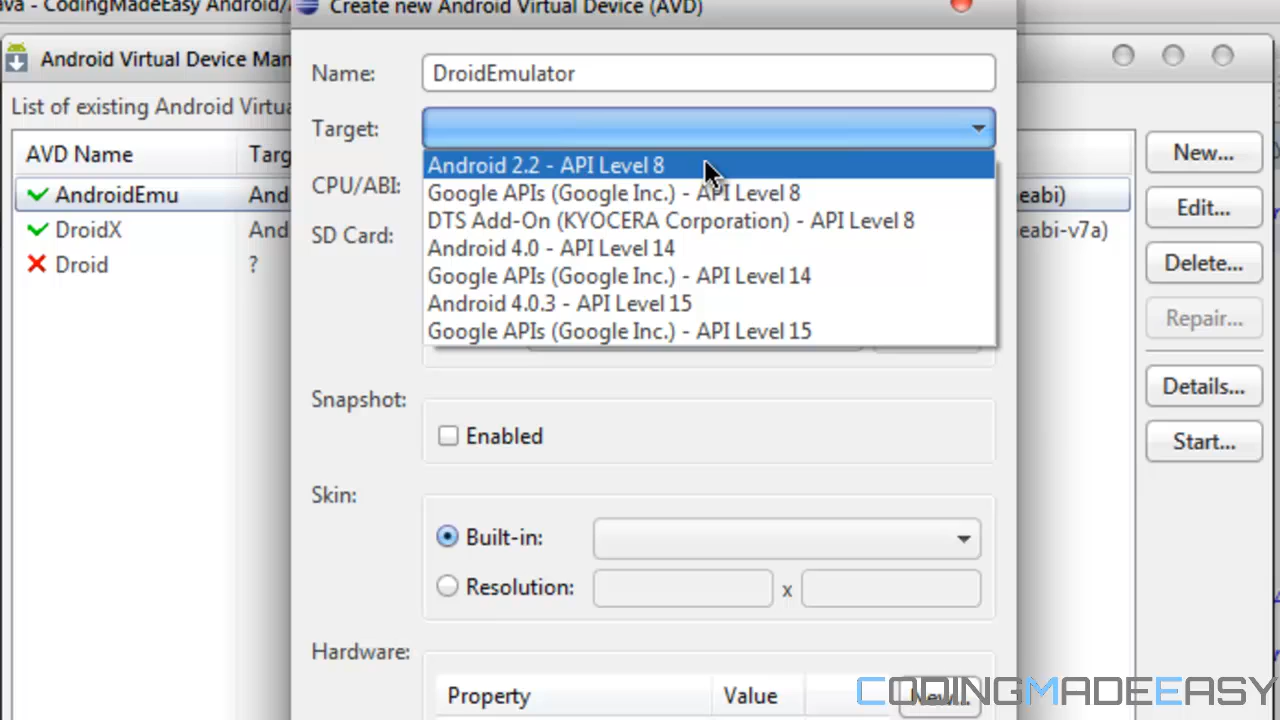 ava - CodingMadeEasy Android/
Create new Android Virtual Device (AVD)
Android Virtual Device Man
List of existing Android Virtua
AVD Name
Targ
AndroidEmu
And
eabi)
DroidX
And
eabi-v7a)
Droid
?
Name:
DroidEmulator
Target:
Android 2.2 - API Level 8
Google APIs (Google Inc.) - API Level 8
DTS Add-On (KYOCERA Corporation) - API Level 8
Android 4.0 - API Level 14
Google APIs (Google Inc.) - API Level 14
Android 4.0.3 - API Level 15
Google APIs (Google Inc.) - API Level 15
CPU/ABI:
SD Card:
Snapshot:
Enabled
Skin:
Built-in:
Resolution:
x
Hardware:
Property
Value
New...
New...
Edit...
Delete...
Repair...
Details...
Start...
CODINGMADEEASY